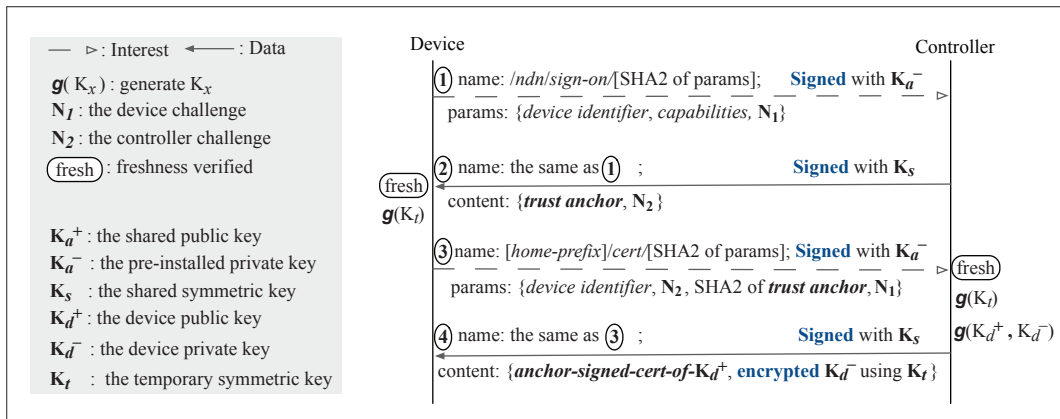 : Interest : Data
g(Kx) : generate Kx
N1 : the device challenge
N2 : the controller challenge
fresh : freshness verified
Ka+ : the shared public key
Ka− : the pre-installed private key
Ks : the shared symmetric key
Kd+ : the device public key
Kd− : the device private key
Kt : the temporary symmetric key
Device Controller
1 name: /ndn/sign-on/[SHA2 of params]; Signed with Ka−
params: {device identifier, capabilities, N1}
2 name: the same as 1 ; Signed with Ks
fresh
content: {trust anchor, N2}
g(Kt)
3 name: [home-prefix]/cert/[SHA2 of params]; Signed with Ka−
fresh
params: {device identifier, N2 , SHA2 of trust anchor, N1}
g(Kt)
4 name: the same as 3 ; Signed with Ks
g(Kd+ , Kd−)
content: {anchor-signed-cert-of-Kd+, encrypted Kd− using Kt}